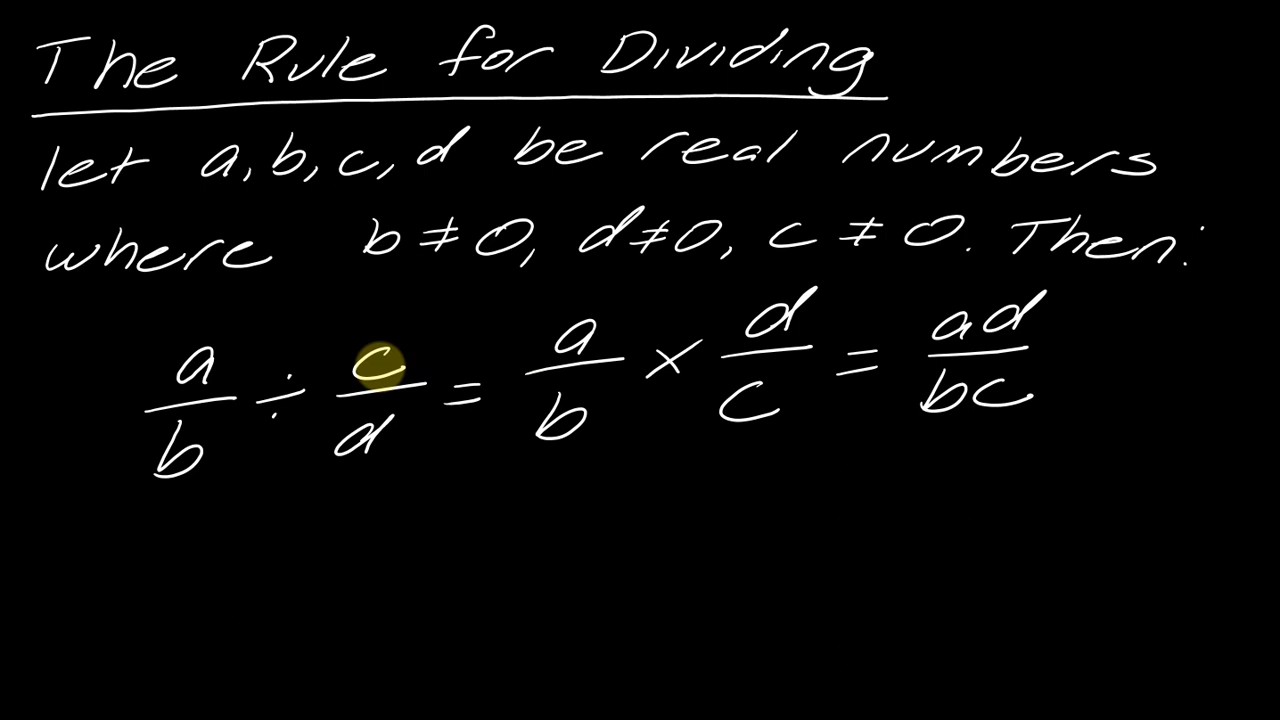 The Rule for Dividing
let a, b, c, d be real numbers
where b ≠ 0, d ≠ 0, c ≠ 0. Then:
a/b ÷ c/d = a/b × d/c = ad/bc